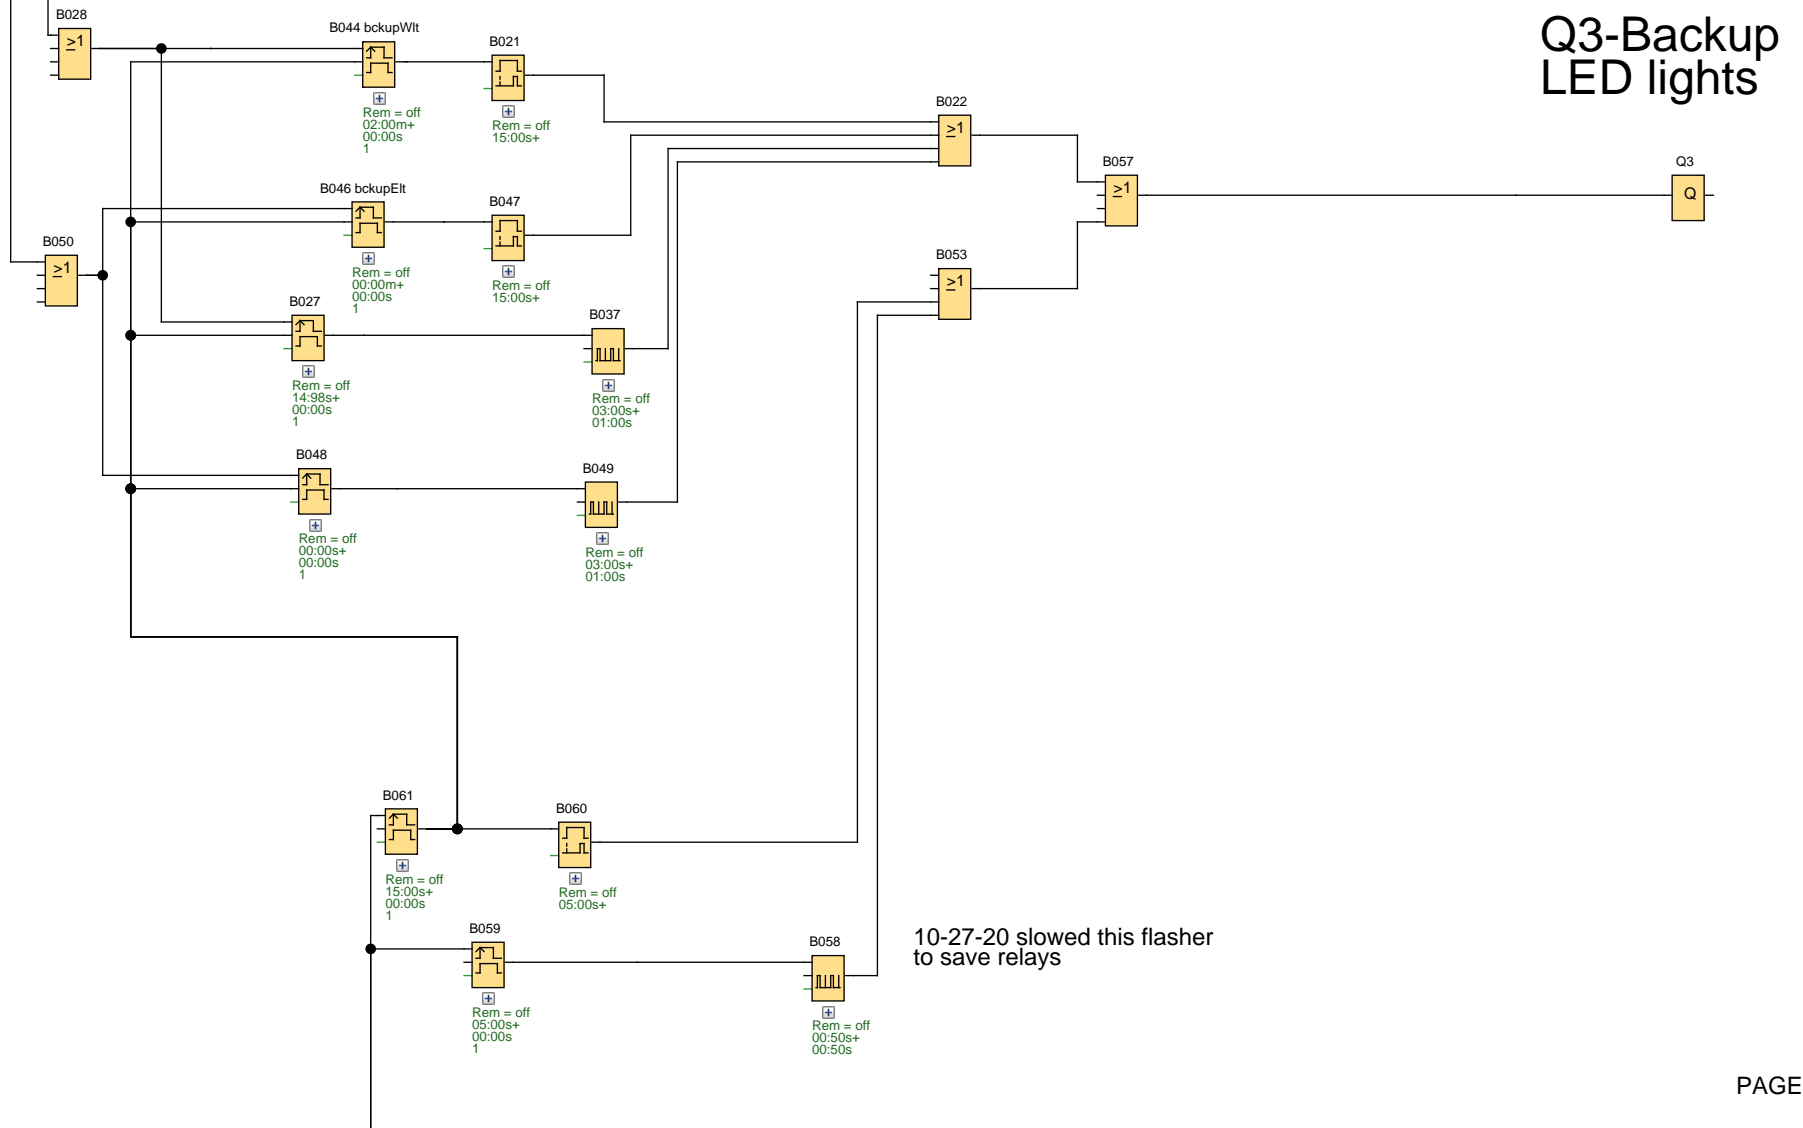 B028
≥1
B044 bckupWlt
Rem = off
02:00m+
00:00s
1
B021
Rem = off
15:00s+
Q3-Backup
LED lights
B022
≥1
B057
≥1
Q3
Q
B046 bckupElt
Rem = off
00:00m+
00:00s
1
B047
Rem = off
15:00s+
B050
≥1
B053
≥1
B027
Rem = off
14:98s+
00:00s
1
B037
Rem = off
03:00s+
01:00s
B048
Rem = off
00:00s+
00:00s
1
B049
Rem = off
03:00s+
01:00s
B061
Rem = off
15:00s+
00:00s
1
B060
Rem = off
05:00s+
B059
Rem = off
05:00s+
00:00s
1
B058
Rem = off
00:50s+
00:50s
10-27-20 slowed this flasher
to save relays
PAGE